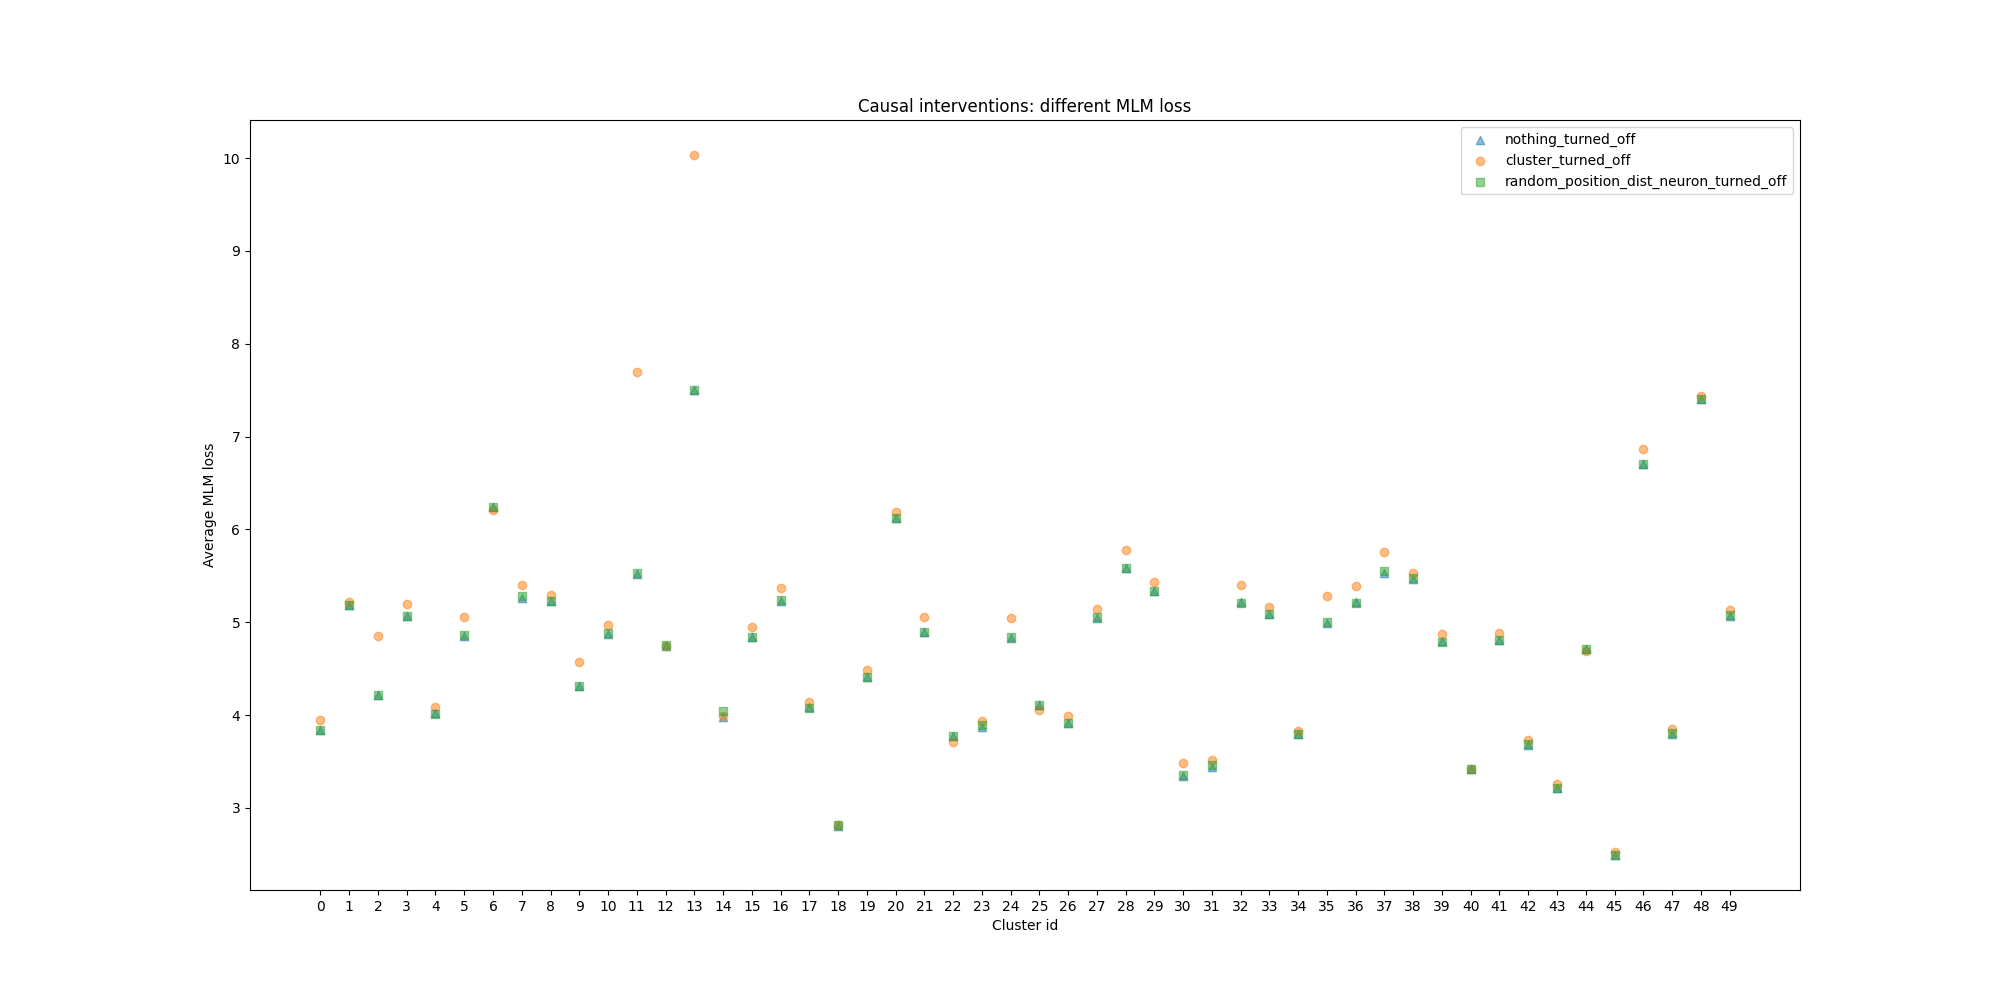 Causal interventions: different MLM loss
nothing_turned_off
cluster_turned_off
random_position_dist_neuron_turned_off
10
9
8
7
6
5
4
3
Average MLM loss
0 1 2 3 4 5 6 7 8 9 10 11 12 13 14 15 16 17 18 19 20 21 22 23 24 25 26 27 28 29 30 31 32 33 34 35 36 37 38 39 40 41 42 43 44 45 46 47 48 49
Cluster id